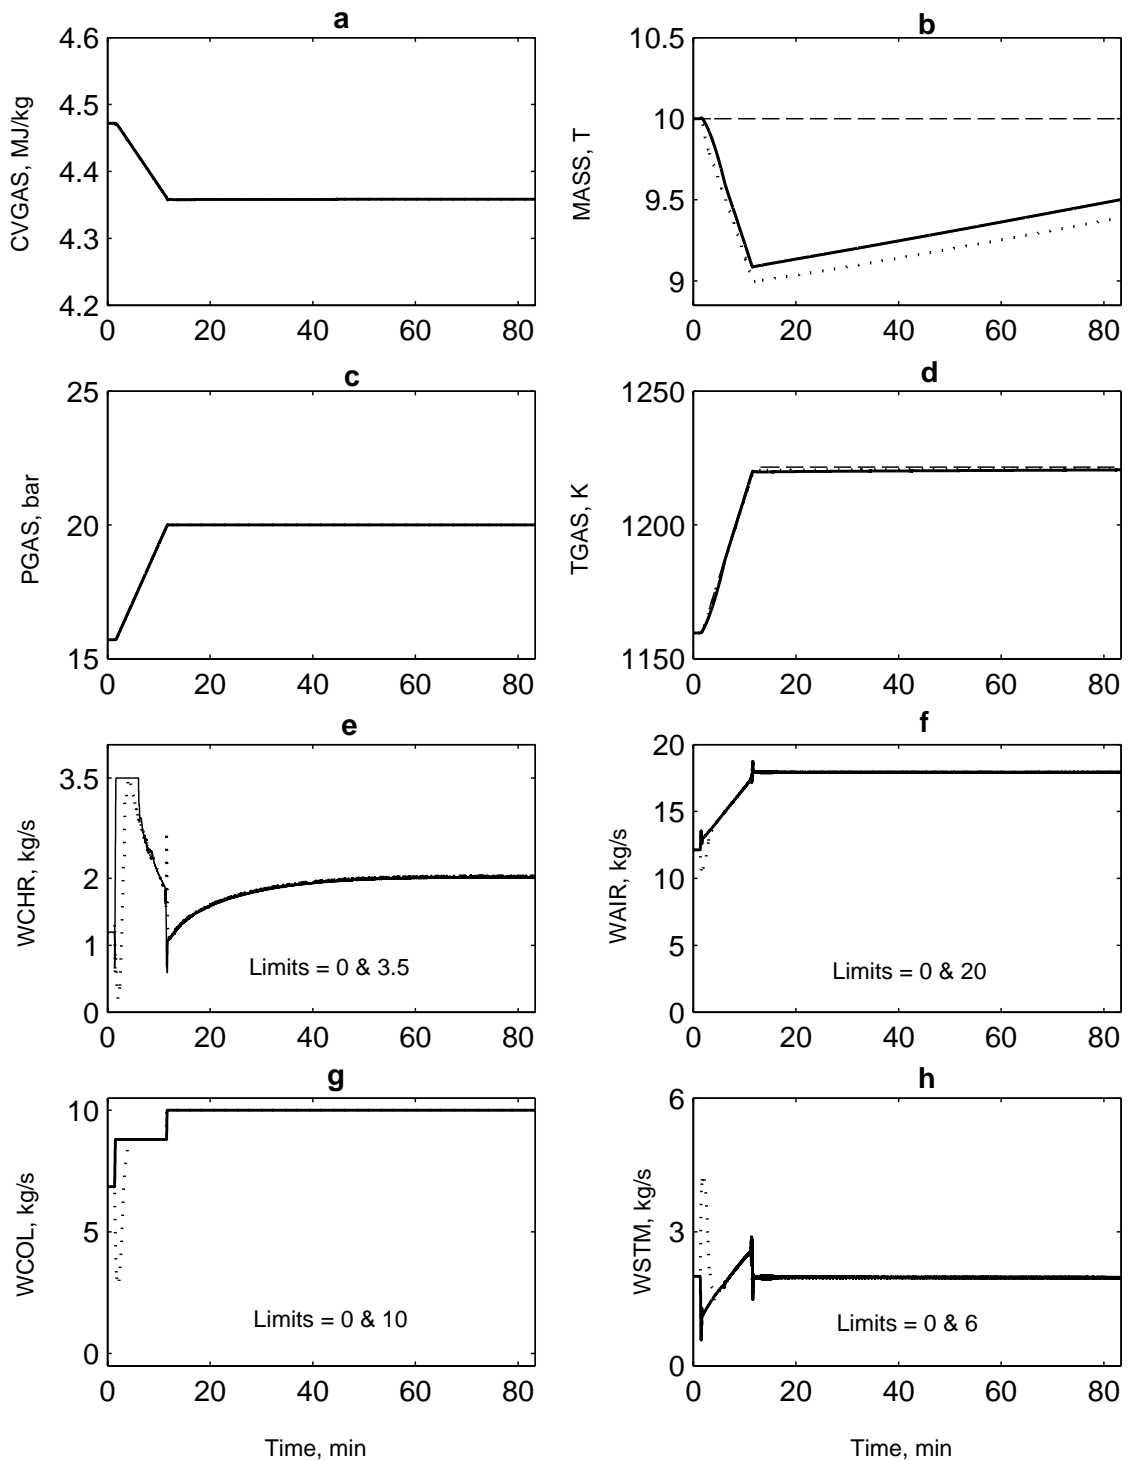 a
4.6
4.5
4.4
4.3
4.2
CVGAS, MJ/kg
0 20 40 60 80
b
10.5
10
9.5
9
MASS, T
0 20 40 60 80
c
25
20
15
PGAS, bar
0 20 40 60 80
d
1250
1200
1150
TGAS, K
0 20 40 60 80
e
3.5
2
1
0
WCHR, kg/s
Limits = 0 & 3.5
0 20 40 60 80
f
20
15
10
5
0
WAIR, kg/s
Limits = 0 & 20
0 20 40 60 80
g
10
5
0
WCOL, kg/s
Limits = 0 & 10
0 20 40 60 80
Time, min
h
6
3
0
WSTM, kg/s
Limits = 0 & 6
0 20 40 60 80
Time, min